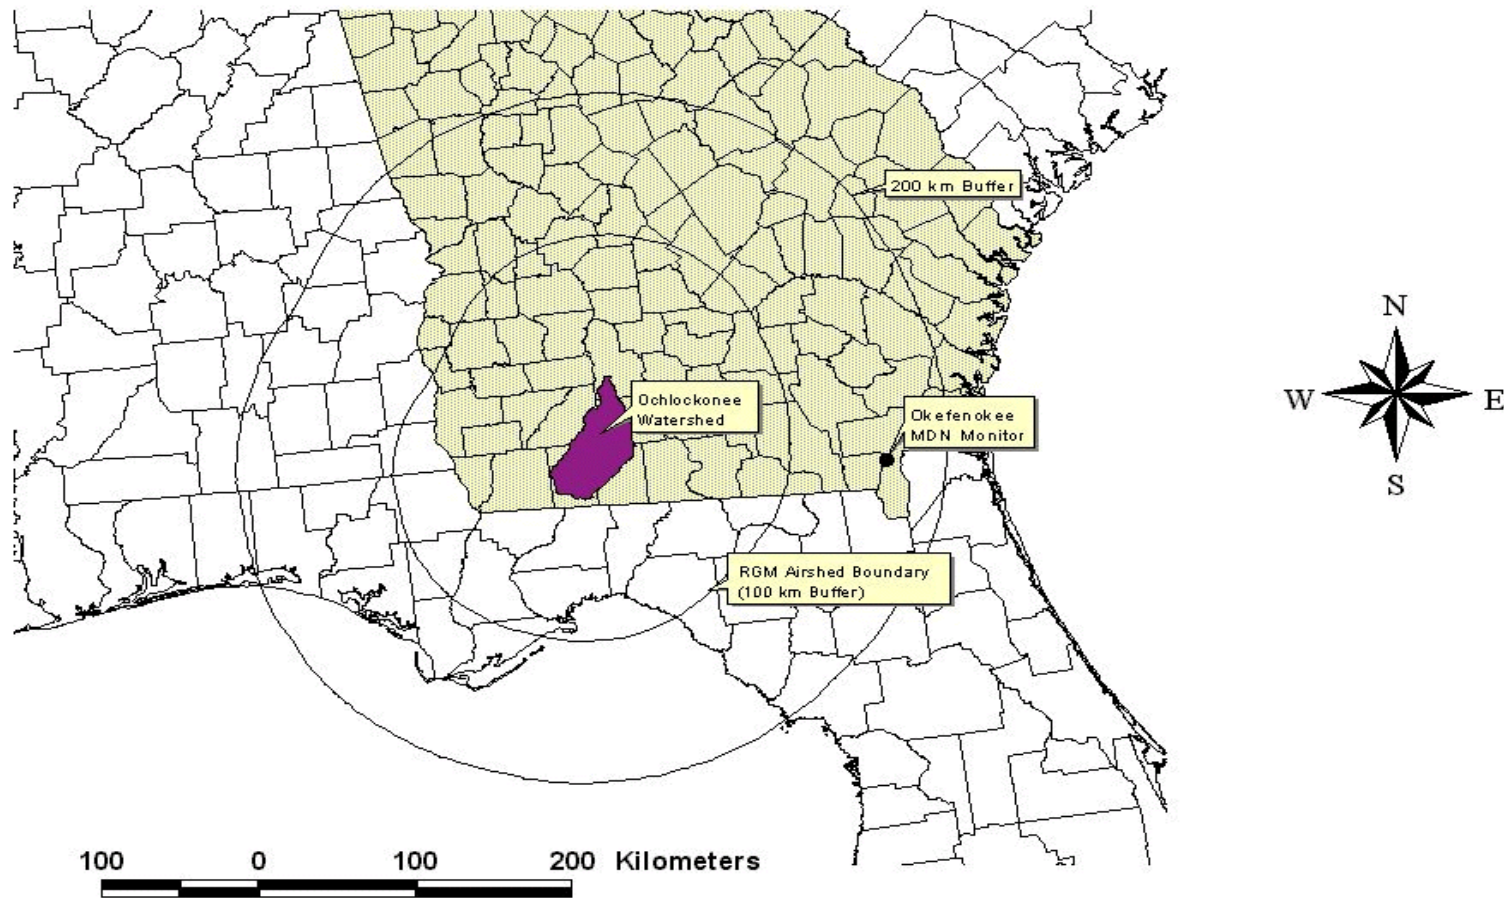 200 km Buffer
N
Ochlockonee
Watershed
Okefenokee
MDN Monitor
W
E
S
RGM Airshed Boundary
(100 km Buffer)
100 0 100 200 Kilometers